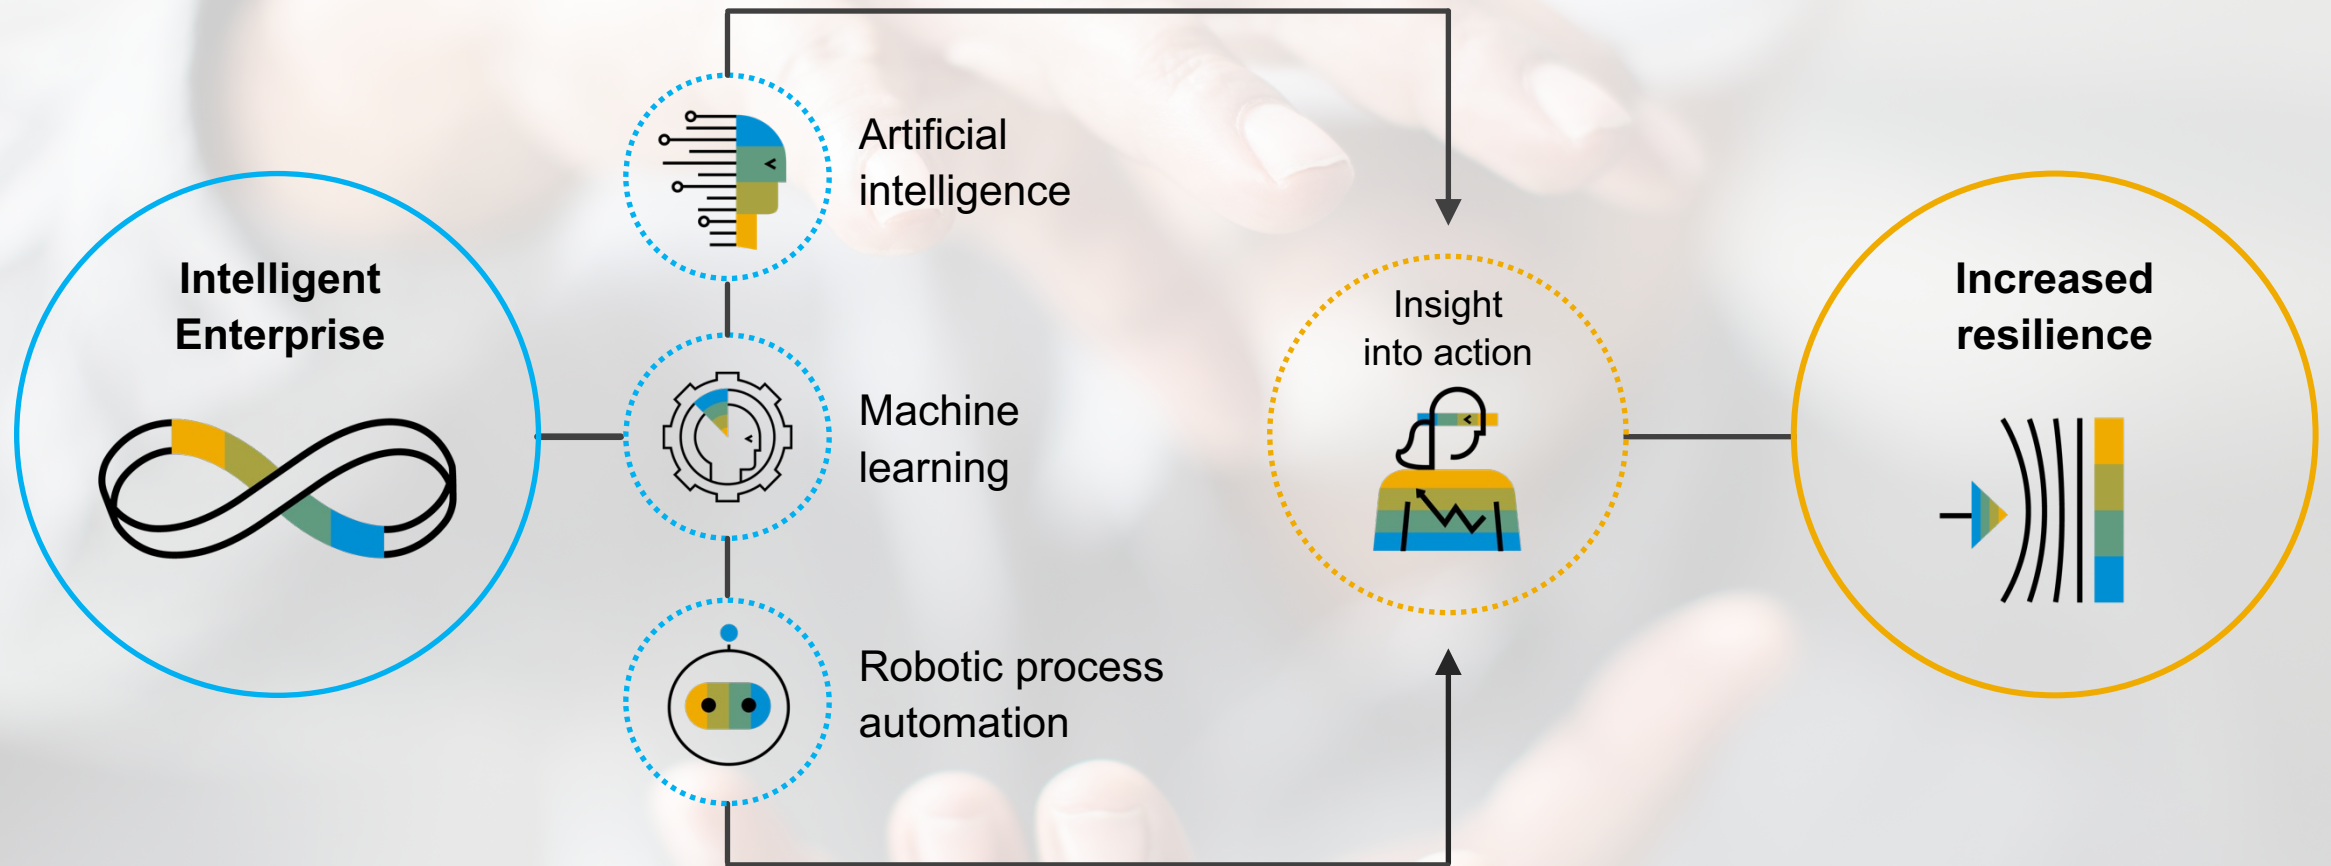 Intelligent
Enterprise
Artificial
intelligence
Machine
learning
Robotic process
automation
Insight
into action
Increased
resilience